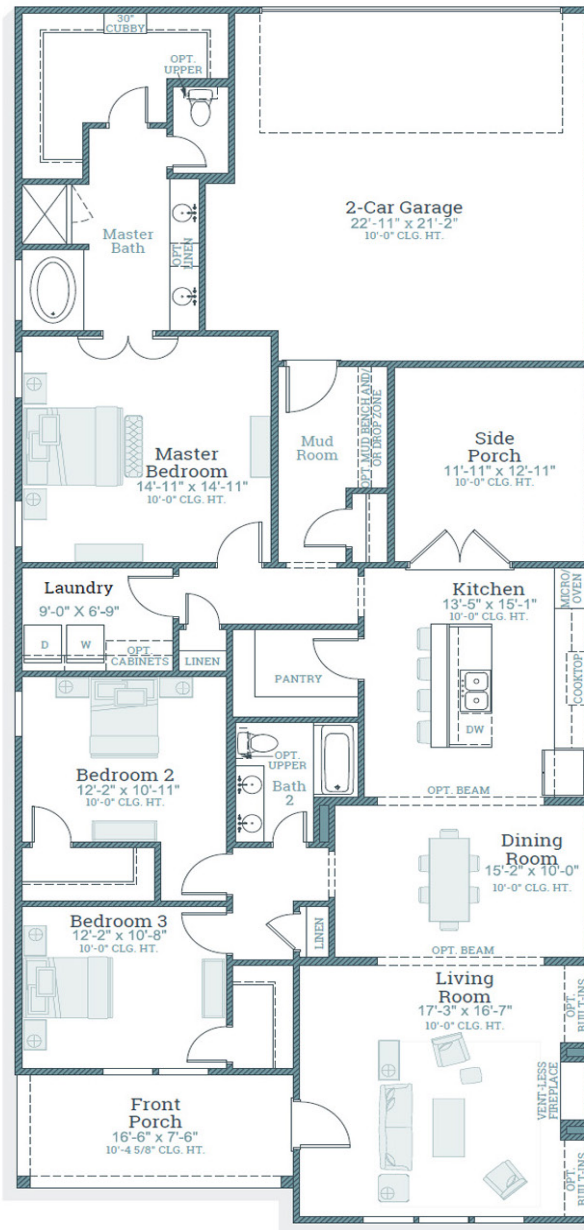 30"
CUBBY
OPT.
UPPER
Master
Bath
OPT.
LINEN
2-Car Garage
22'-11" x 21'-2"
10'-0" CLG. HT.
Master
Bedroom
14'-11" x 14'-11"
10'-0" CLG. HT.
Mud
Room
OPT. MUD BENCH AND/
OR DROP ZONE
Side
Porch
11'-11" x 12'-11"
10'-0" CLG. HT.
Laundry
9'-0 X 6'-9"
D
W
OPT.
CABINETS
LINEN
PANTRY
Kitchen
13'-5" x 15'-1"
10'-0" CLG. HT.
MICRO/
OVEN
COOKTOP
DW
OPT. BEAM
Bedroom 2
12'-2" x 10'-11"
10'-0" CLG. HT.
OPT.
UPPER
Bath
2
Dining
Room
15'-2" x 10'-0"
10'-0" CLG. HT.
OPT. BEAM
LINEN
Bedroom 3
12'-2" x 10'-8"
10'-0" CLG. HT.
Living
Room
17'-3" x 16'-7"
10'-0" CLG. HT.
OPT.
BUILT-INS
VENT-LESS
FIREPLACE
OPT.
BUILT-INS
Front
Porch
16'-6" x 7'-6"
10'-4 5/8" CLG. HT.